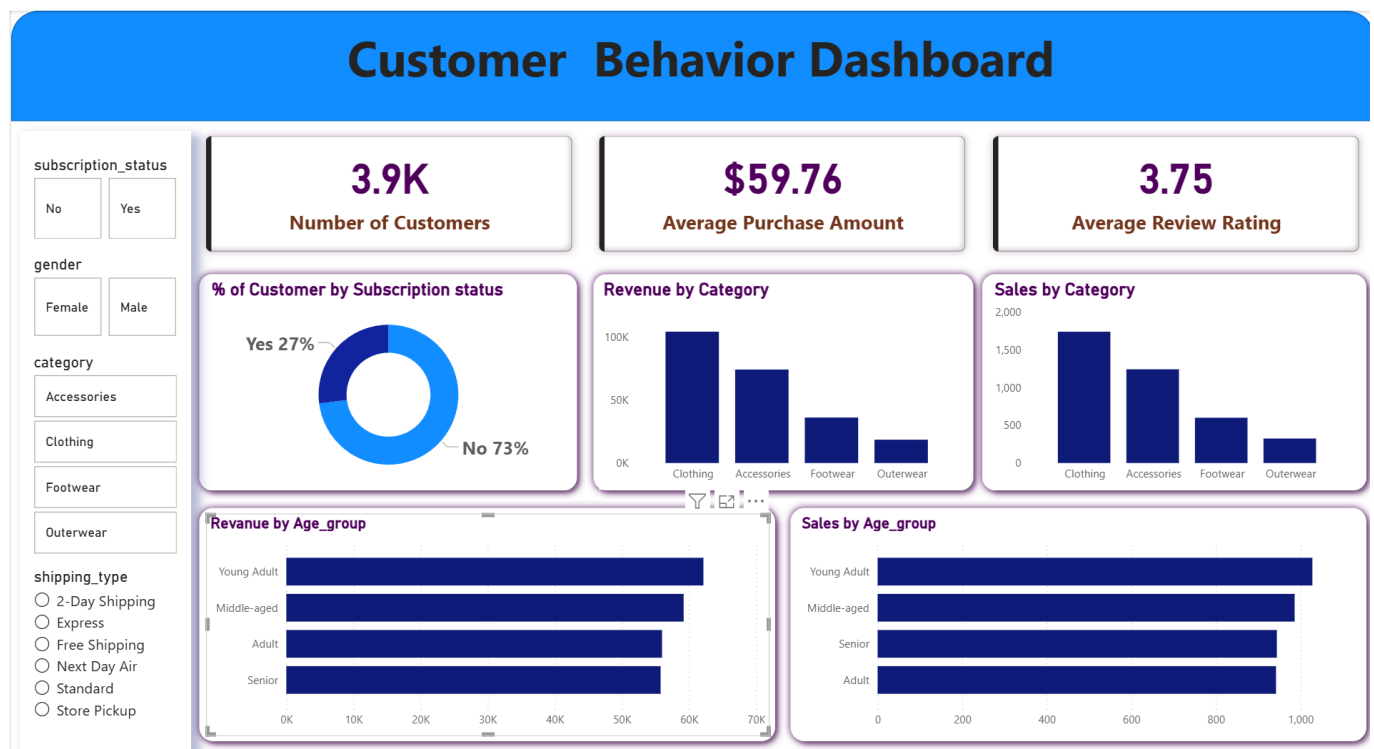 Customer  Behavior Dashboard
subscription_status
No
Yes
gender
Female
Male
category
Accessories
Clothing
Footwear
Outerwear
shipping_type
2-Day Shipping
Express
Free Shipping
Next Day Air
Standard
Store Pickup
3.9K
Number of Customers
$59.76
Average Purchase Amount
3.75
Average Review Rating
% of Customer by Subscription status
Yes 27%
No 73%
Revenue by Category
100K
50K
0K
Clothing Accessories Footwear Outerwear
Sales by Category
2,000
1,500
1,000
500
0
Clothing Accessories Footwear Outerwear
Revanue by Age_group
Young Adult
Middle-aged
Adult
Senior
0K 10K 20K 30K 40K 50K 60K 70K
Sales by Age_group
Young Adult
Middle-aged
Senior
Adult
0 200 400 600 800 1,000